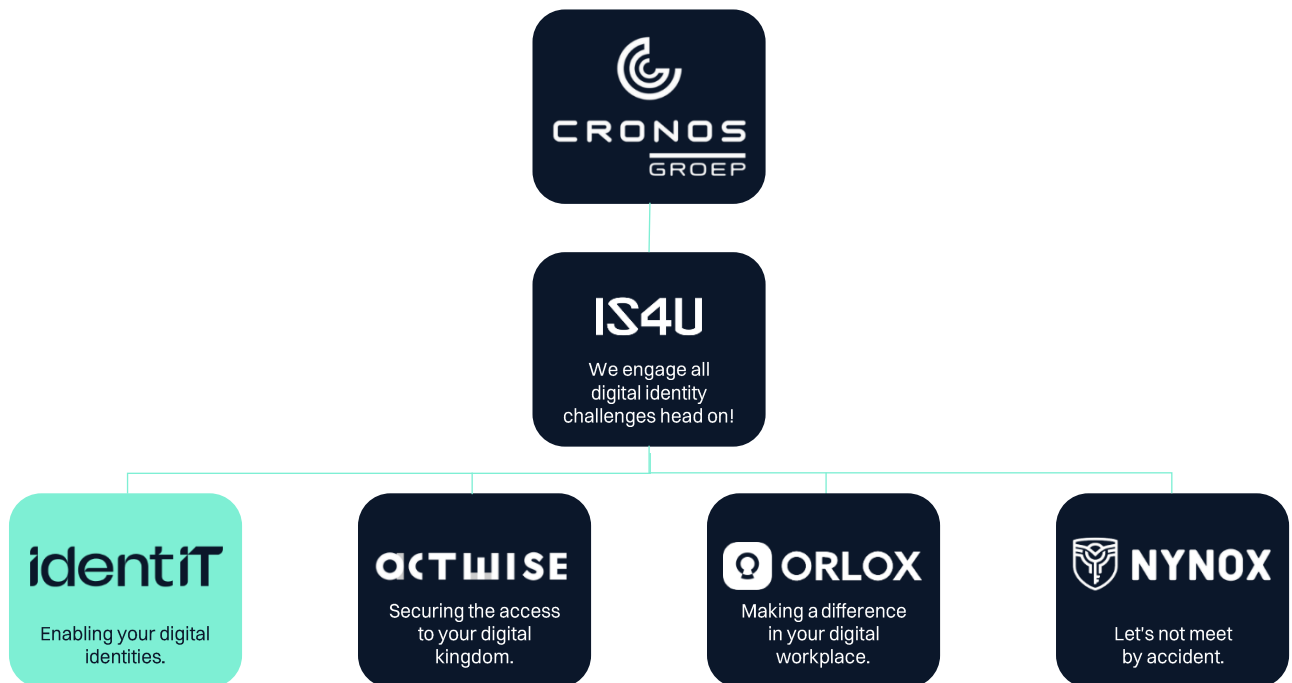 CRONOS
GROEP
IS4U
We engage all
digital identity
challenges head on!
identiT
Enabling your digital
identities.
ACTWISE
Securing the access
to your digital
kingdom.
ORLOX
Making a difference
in your digital
workplace.
NYNOX
Let's not meet
by accident.